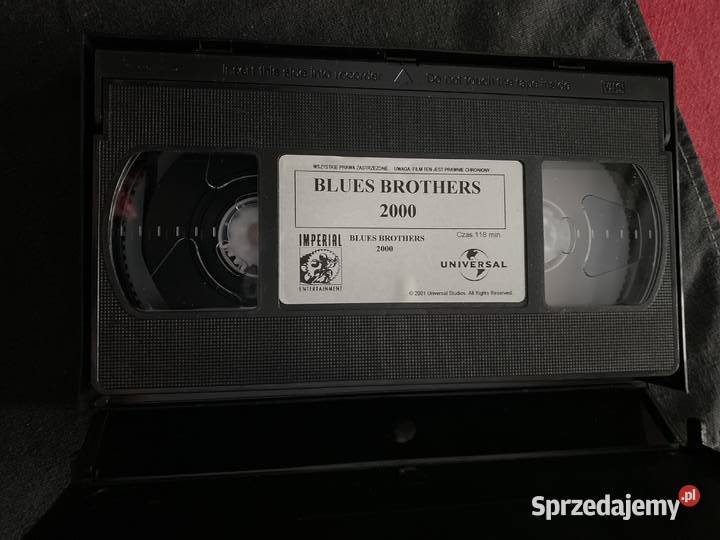 Insert this side into recorder
Do not touch the tape inside
VHS
WSZYSTKIE PRAWA ZASTRZEŻONE. UWAGA: FILM TEN JEST PRAWNIE CHRONIONY
BLUES BROTHERS
2000
IMPERIAL
ENTERTAINMENT
BLUES BROTHERS
2000
Czas 118 min.
UNIVERSAL
© 2001 Universal Studios. All Rights Reserved.
Sprzedajemy.pl